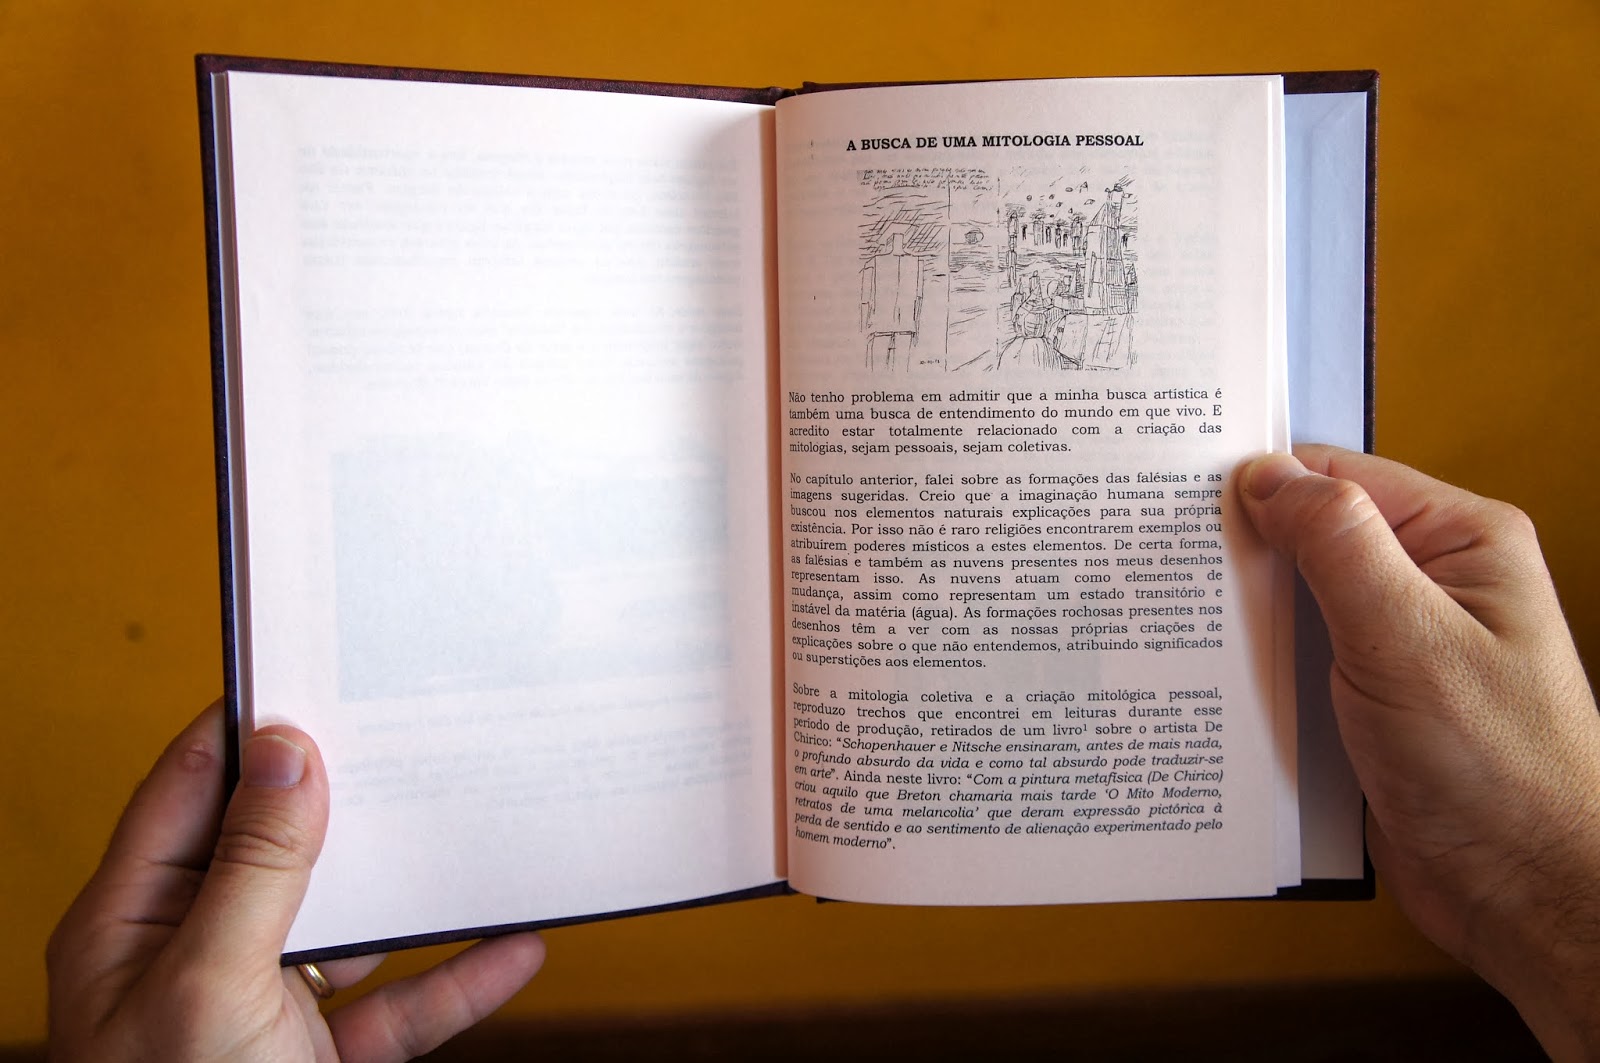 A BUSCA DE UMA MITOLOGIA PESSOAL
Não tenho problema em admitir que a minha busca artística é
também uma busca de entendimento do mundo em que vivo. E
acredito estar totalmente relacionado com a criação das
mitologias, sejam pessoais, sejam coletivas.
No capítulo anterior, falei sobre as formações das falésias e as
imagens sugeridas. Creio que a imaginação humana sempre
buscou nos elementos naturais explicações para sua própria
existência. Por isso não é raro religiões encontrarem exemplos ou
atribuírem poderes místicos a estes elementos. De certa forma,
as falésias e também as nuvens presentes nos meus desenhos
representam isso. As nuvens atuam como elementos de
mudança, assim como representam um estado transitório e
instável da matéria (água). As formações rochosas presentes nos
desenhos têm a ver com as nossas próprias criações de
explicações sobre o que não entendemos, atribuindo significados
ou superstições aos elementos.
Sobre a mitologia coletiva e a criação mitológica pessoal,
reproduzo trechos que encontrei em leituras durante esse
período de produção, retirados de um livro¹ sobre o artista De
Chirico: “Schopenhauer e Nitsche ensinaram, antes de mais nada,
o profundo absurdo da vida e como tal absurdo pode traduzir-se
em arte”. Ainda neste livro: “Com a pintura metafísica (De Chirico)
criou aquilo que Breton chamaria mais tarde ‘O Mito Moderno,
retratos de uma melancolia’ que deram expressão pictórica à
perda de sentido e ao sentimento de alienação experimentado pelo
homem moderno”.